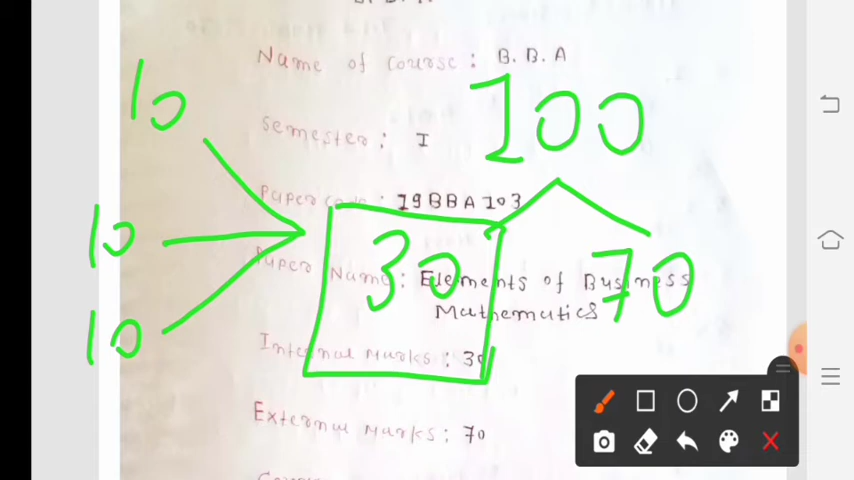 Name of Course : B.B.A
10
100
Semester : I
Paper Code : 19BBA103
10
30
70
Paper Name : Elements of Business
Mathematics
10
Internal Marks : 30
External Marks : 70